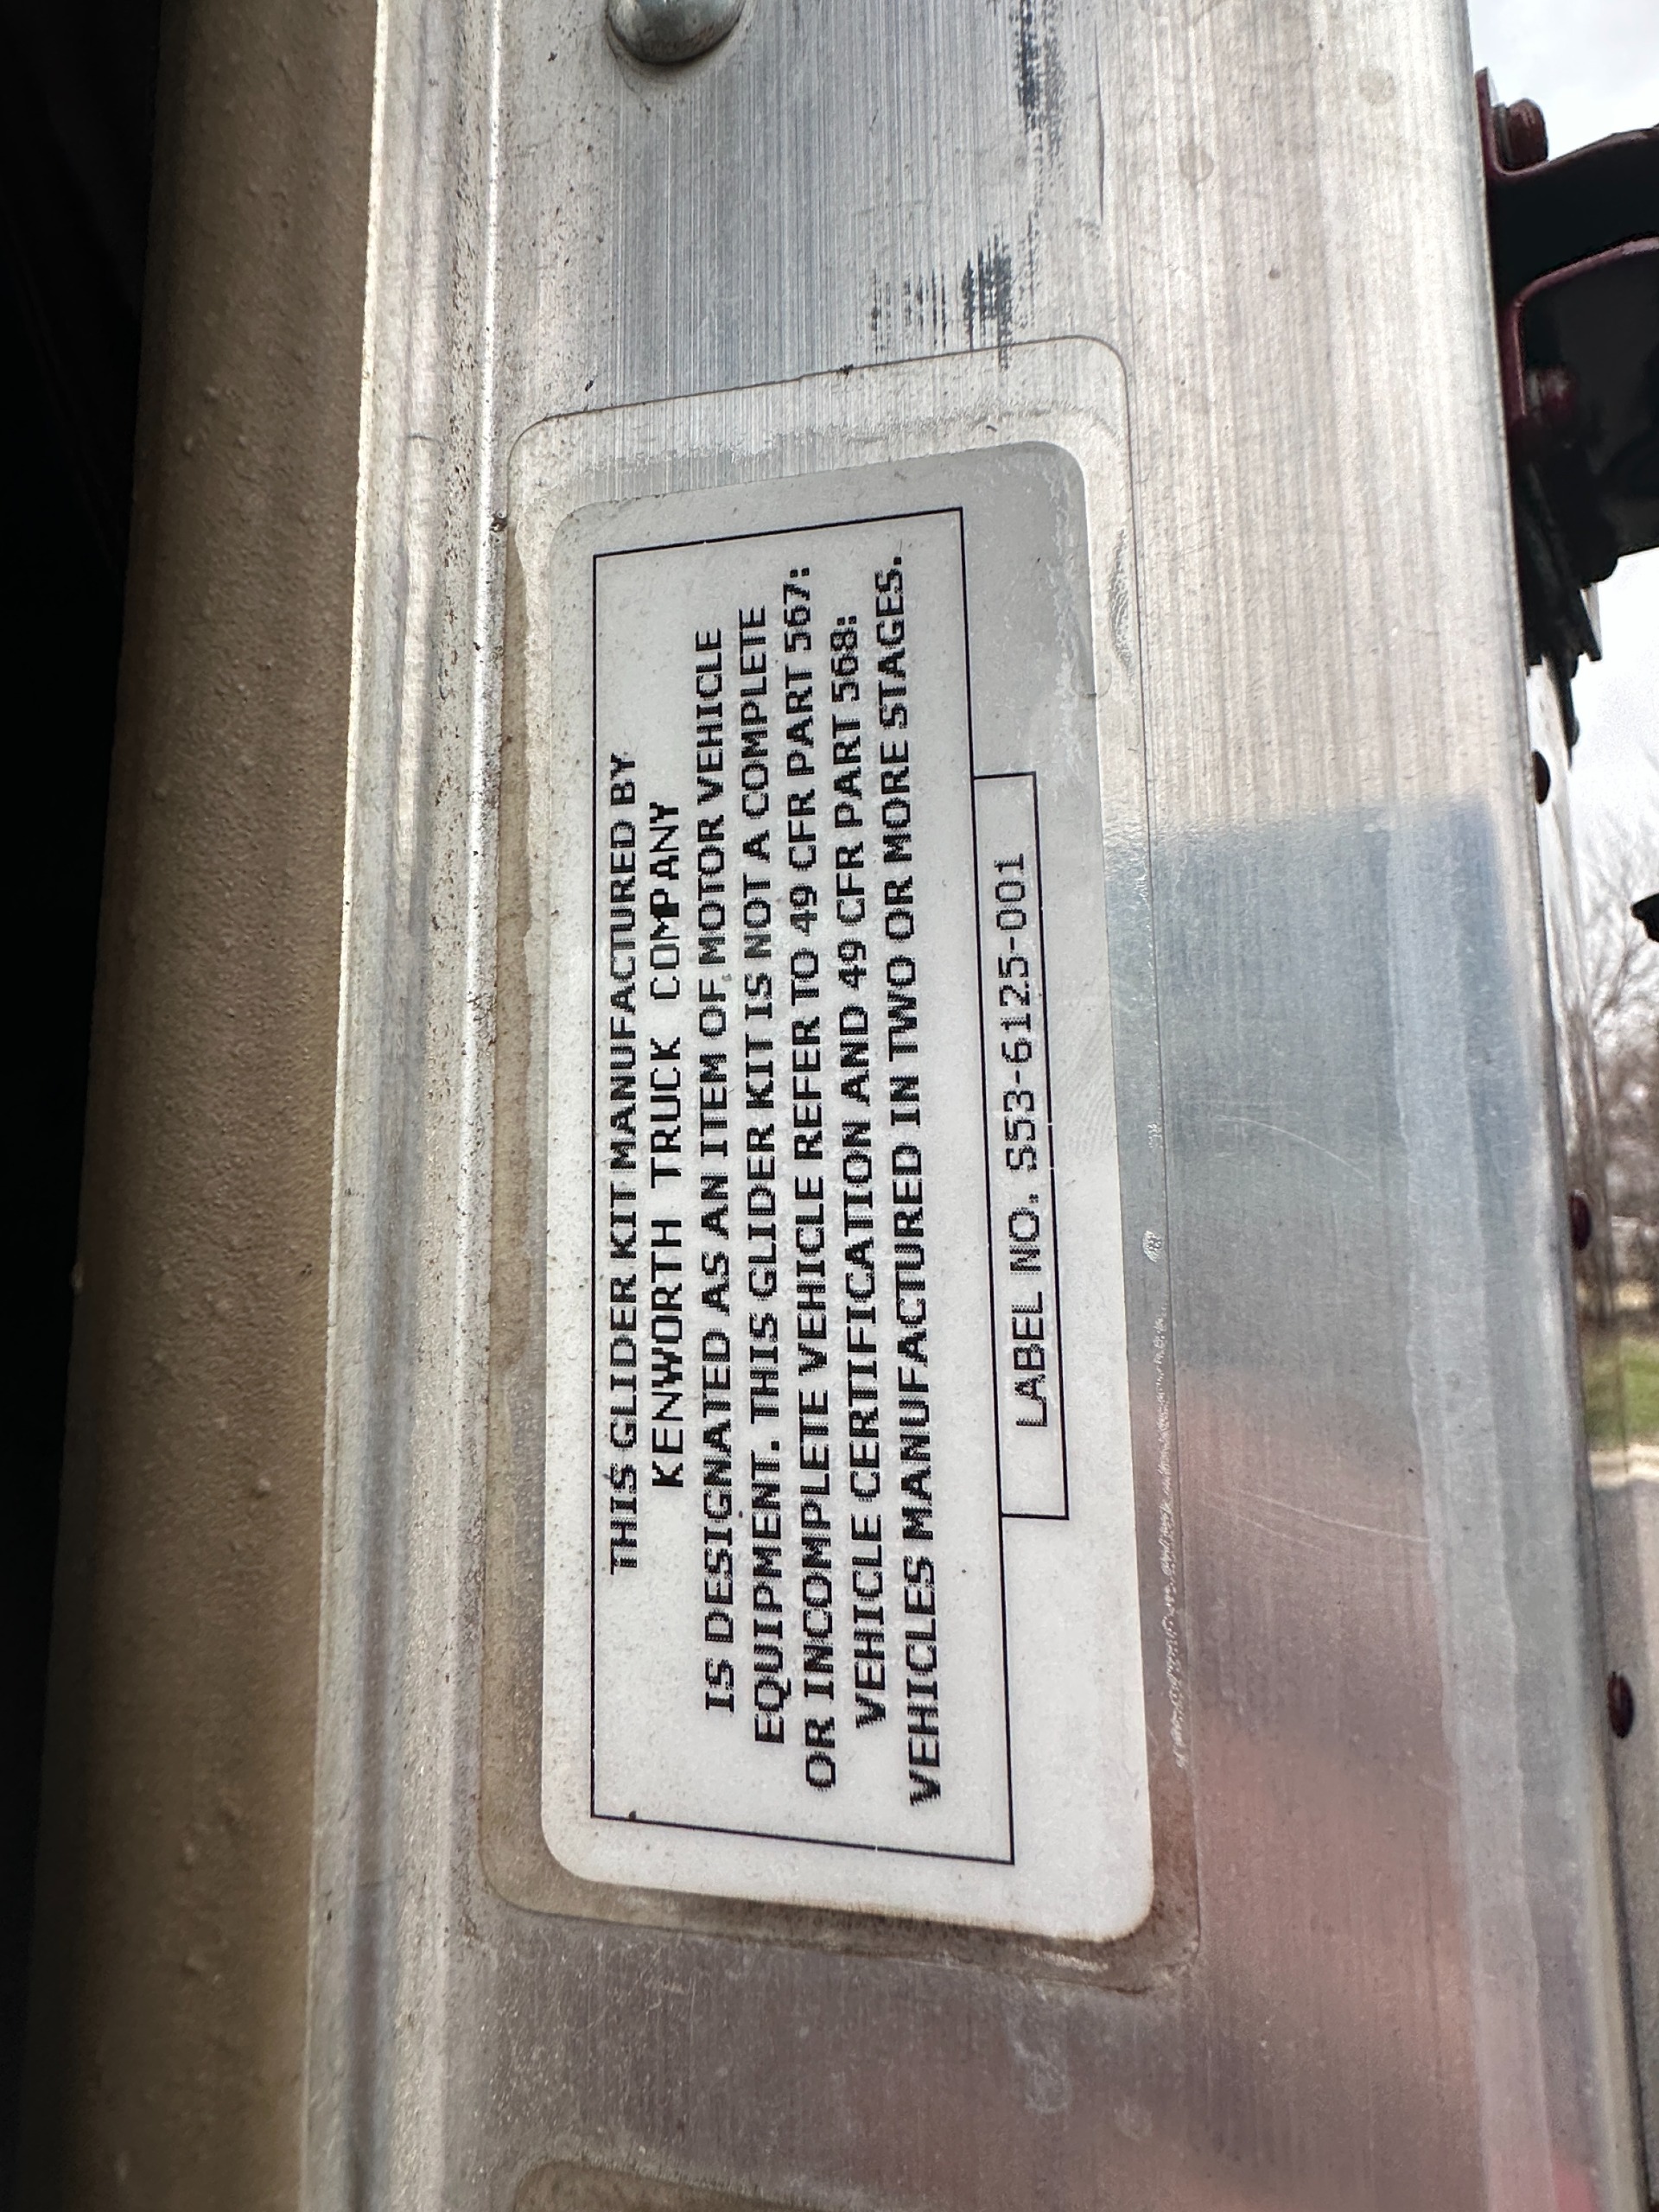 THIS GLIDER KIT MANUFACTURED BY
KENWORTH TRUCK COMPANY
IS DESIGNATED AS AN ITEM OF MOTOR VEHICLE
EQUIPMENT. THIS GLIDER KIT IS NOT A COMPLETE
OR INCOMPLETE VEHICLE REFER TO 49 CFR PART 567:
VEHICLE CERTIFICATION AND 49 CFR PART 568:
VEHICLES MANUFACTURED IN TWO OR MORE STAGES.
LABEL NO. S53-6125-001